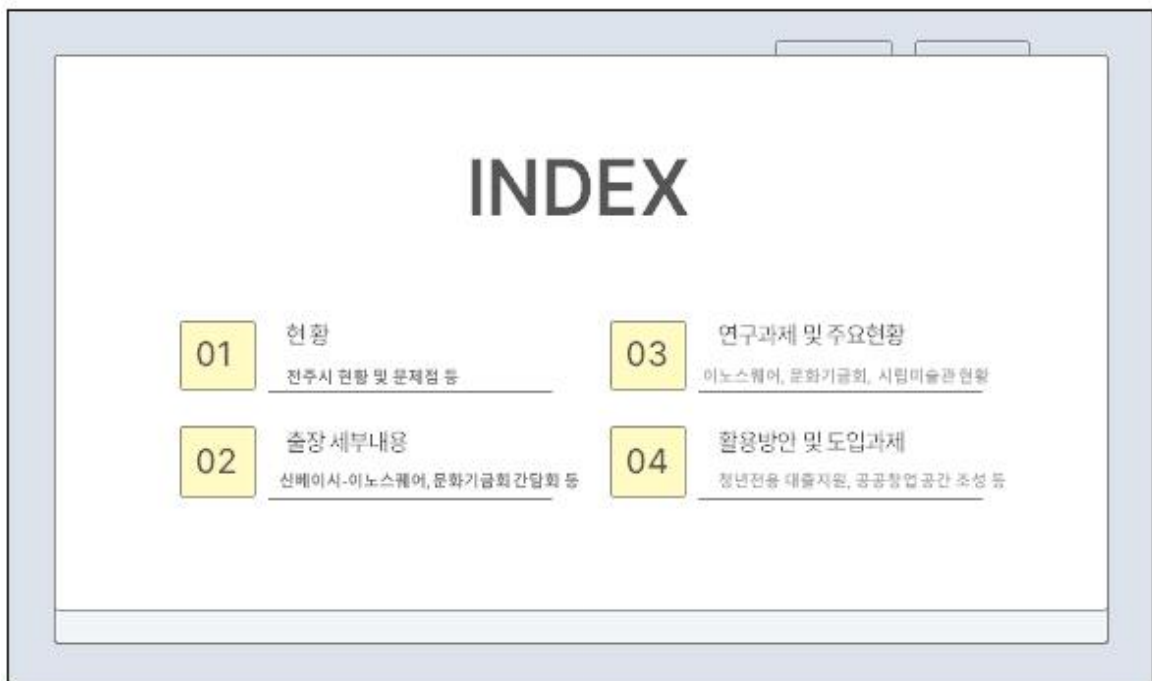 INDEX
01
현황
전주시 현황 및 문제점 등
02
출장 세부내용
신베이시-이노스퀘어, 문화기금회 간담회 등
03
연구과제 및 주요현황
이노스퀘어, 문화기금회, 시립미술관 현황
04
활용방안 및 도입과제
청년전용 대출지원, 공공창업공간 조성 등